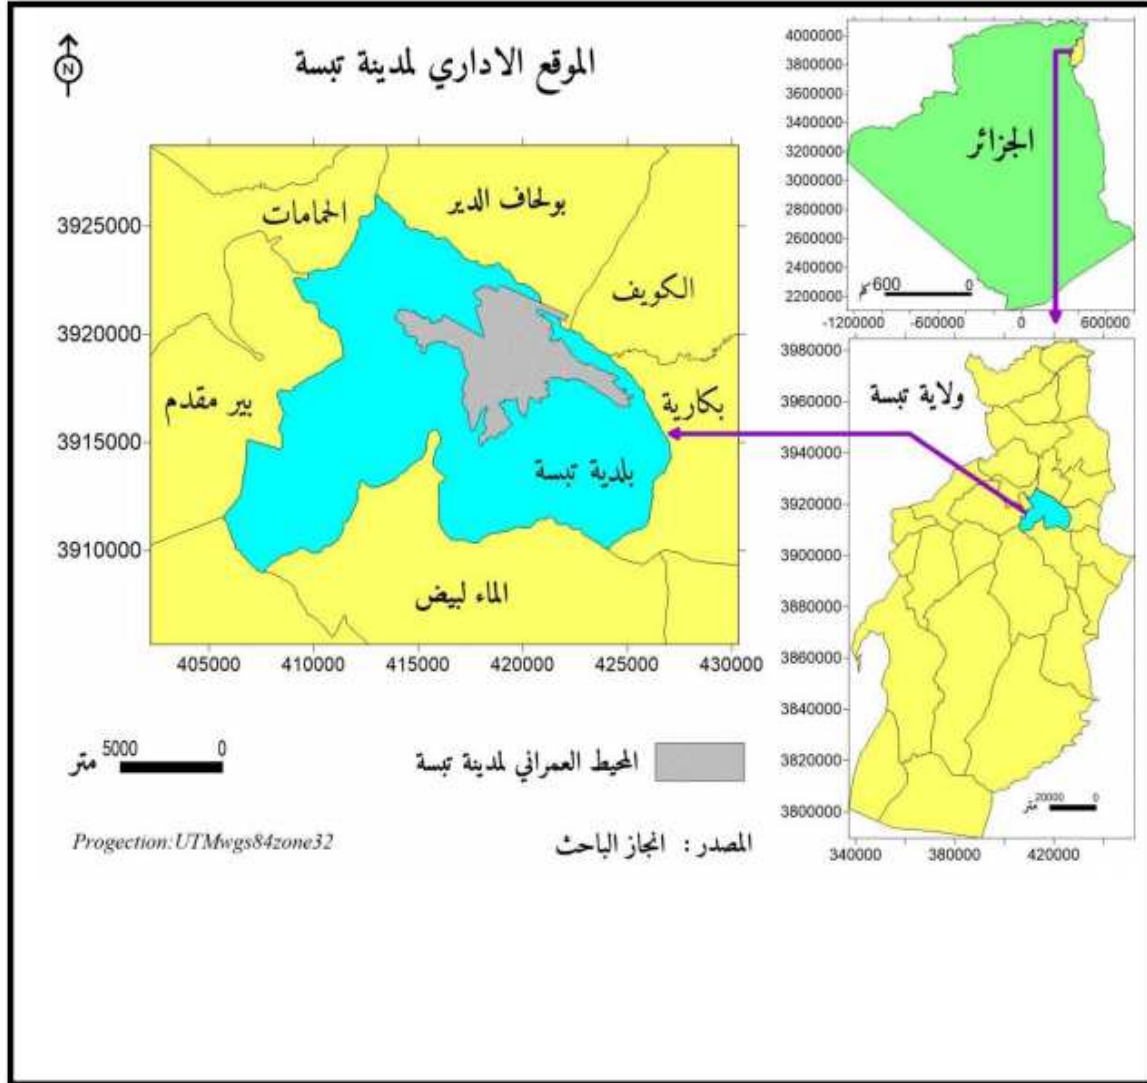 N
الموقع الاداري لمدينة تبسة
الحمامات
بولحاف الدير
الكويف
بير مقدم
بكارية
بلدية تبسة
الماء لبيض
3925000
3920000
3915000
3910000
405000 410000 415000 420000 425000 430000
متر 5000 0
المحيط العمراني لمدينة تبسة
Progection:UTMwgs84zone32
المصدر : انجاز الباحث
الجزائر
4000000
3800000
3600000
3400000
3200000
3000000
2800000
2600000
2400000
2200000
كلم 600 0
-1200000 -600000 0 600000
ولاية تبسة
3980000
3960000
3940000
3920000
3900000
3880000
3860000
3840000
3820000
3800000
متر 20000 0
340000 380000 420000